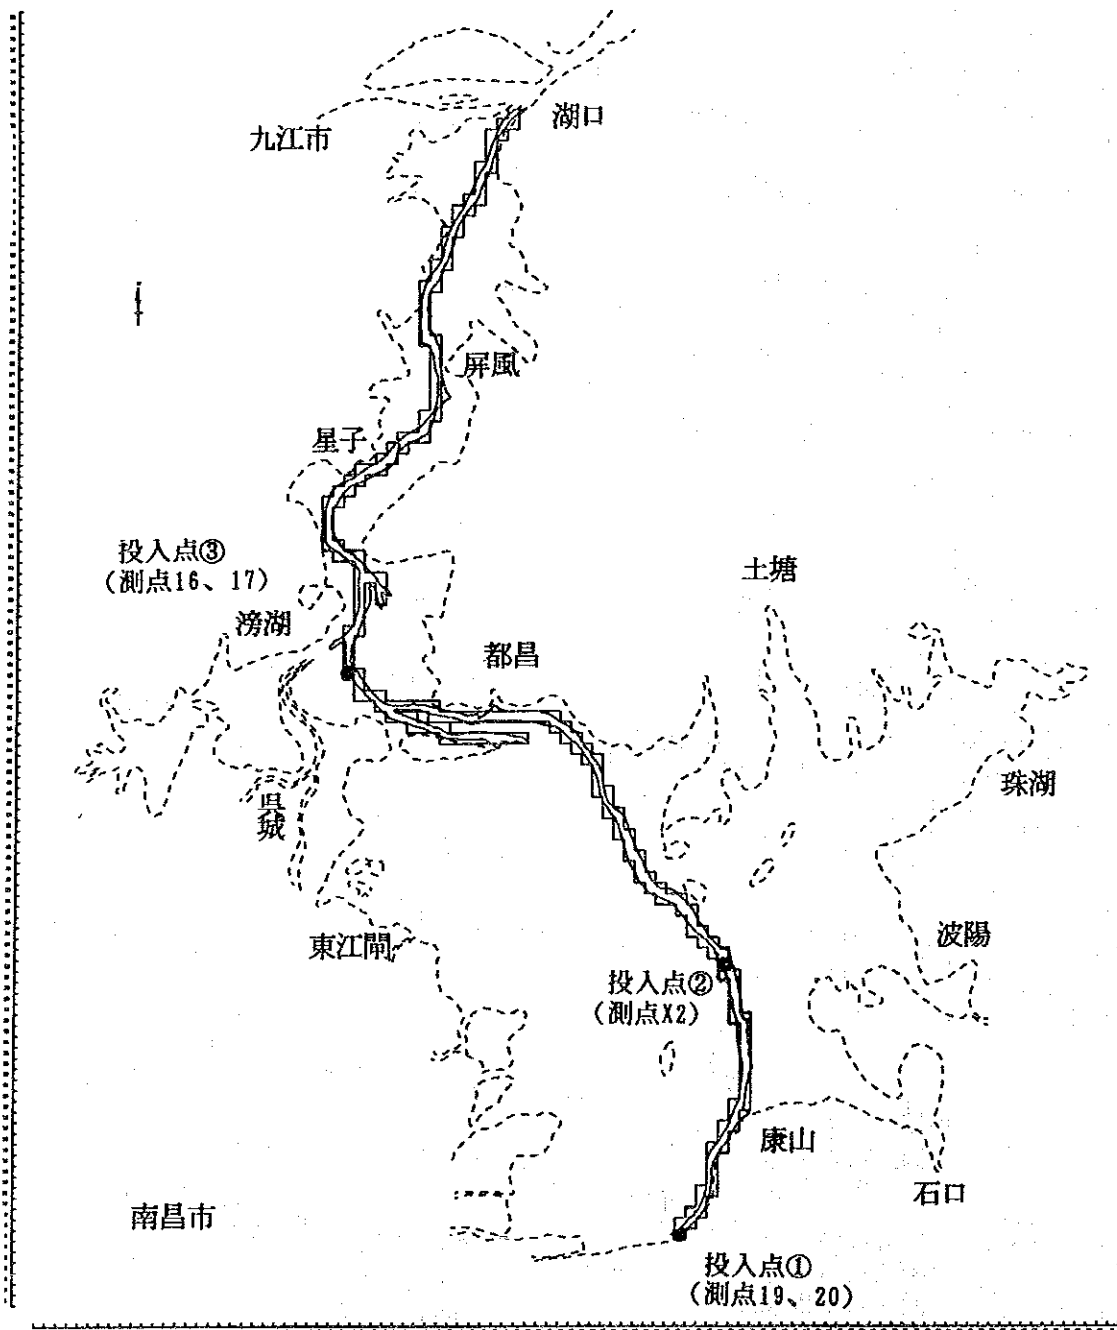 湖口
九江市
屏風
星子
投入点③
(測点16、17)
土塘
滂湖
都昌
珠湖
呉城
東江閘
波陽
投入点②
(測点X2)
康山
石口
南昌市
投入点①
(測点19、20)